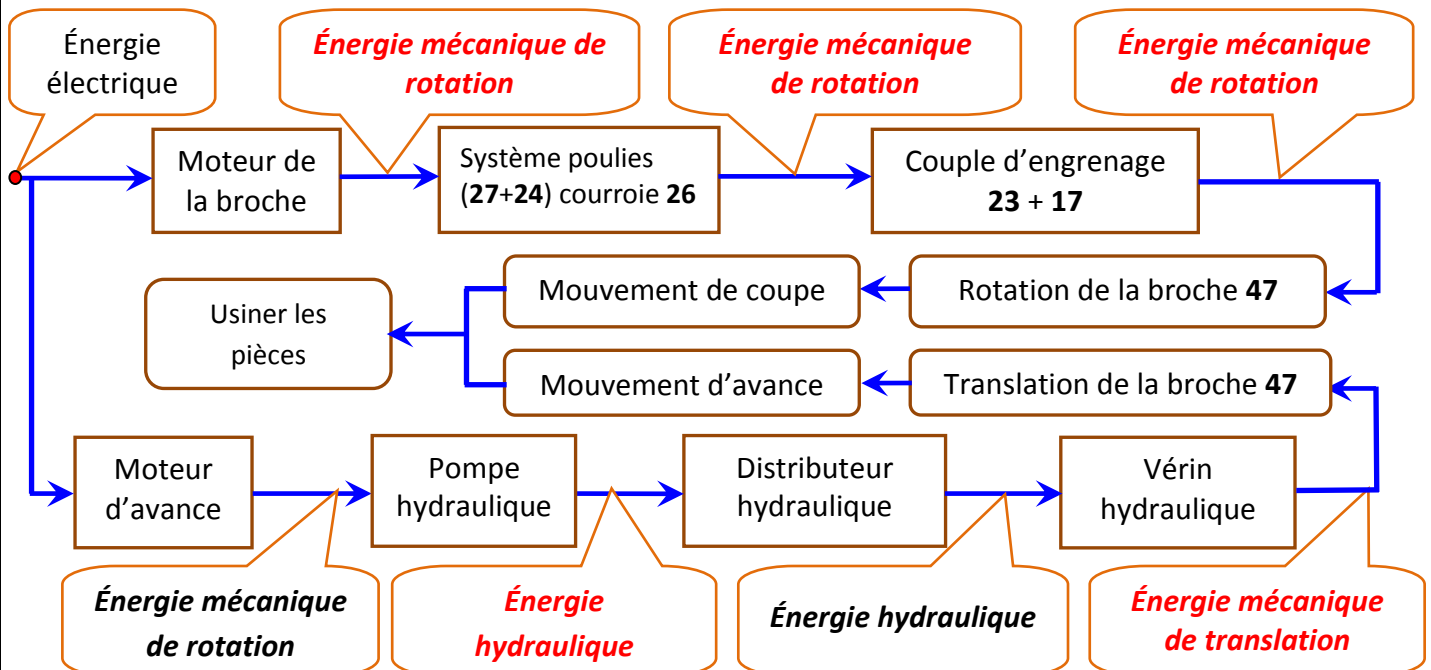 Énergie
électrique
Énergie mécanique de
rotation
Énergie mécanique
de rotation
Énergie mécanique
de rotation
Moteur de
la broche
Système poulies
(27+24) courroie 26
Couple d’engrenage
23 + 17
Usiner les
pièces
Mouvement de coupe
Rotation de la broche 47
Mouvement d’avance
Translation de la broche 47
Moteur
d’avance
Pompe
hydraulique
Distributeur
hydraulique
Vérin
hydraulique
Énergie mécanique
de rotation
Énergie
hydraulique
Énergie hydraulique
Énergie mécanique
de translation